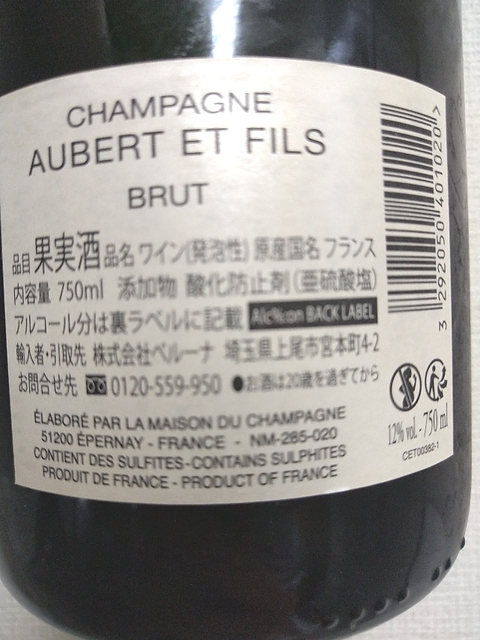 CHAMPAGNE
AUBERT ET FILS
BRUT
品目 果実酒 品名 ワイン(発泡性) 原産国名 フランス
内容量 750ml 添加物 酸化防止剤(亜硫酸塩)
アルコール分は裏ラベルに記載 Alc% on BACK LABEL
輸入者・引取先 株式会社ベルーナ 埼玉県上尾市宮本町4-2
お問合せ先 0120-559-950 ●お酒は20歳を過ぎてから
ÉLABORÉ PAR LA MAISON DU CHAMPAGNE
51200 ÉPERNAY - FRANCE - NM-285-020
CONTIENT DES SULFITES-CONTAINS SULPHITES
PRODUIT DE FRANCE - PRODUCT OF FRANCE
3 292050 401020 >
12% vol. - 750 ml
CET00382-1